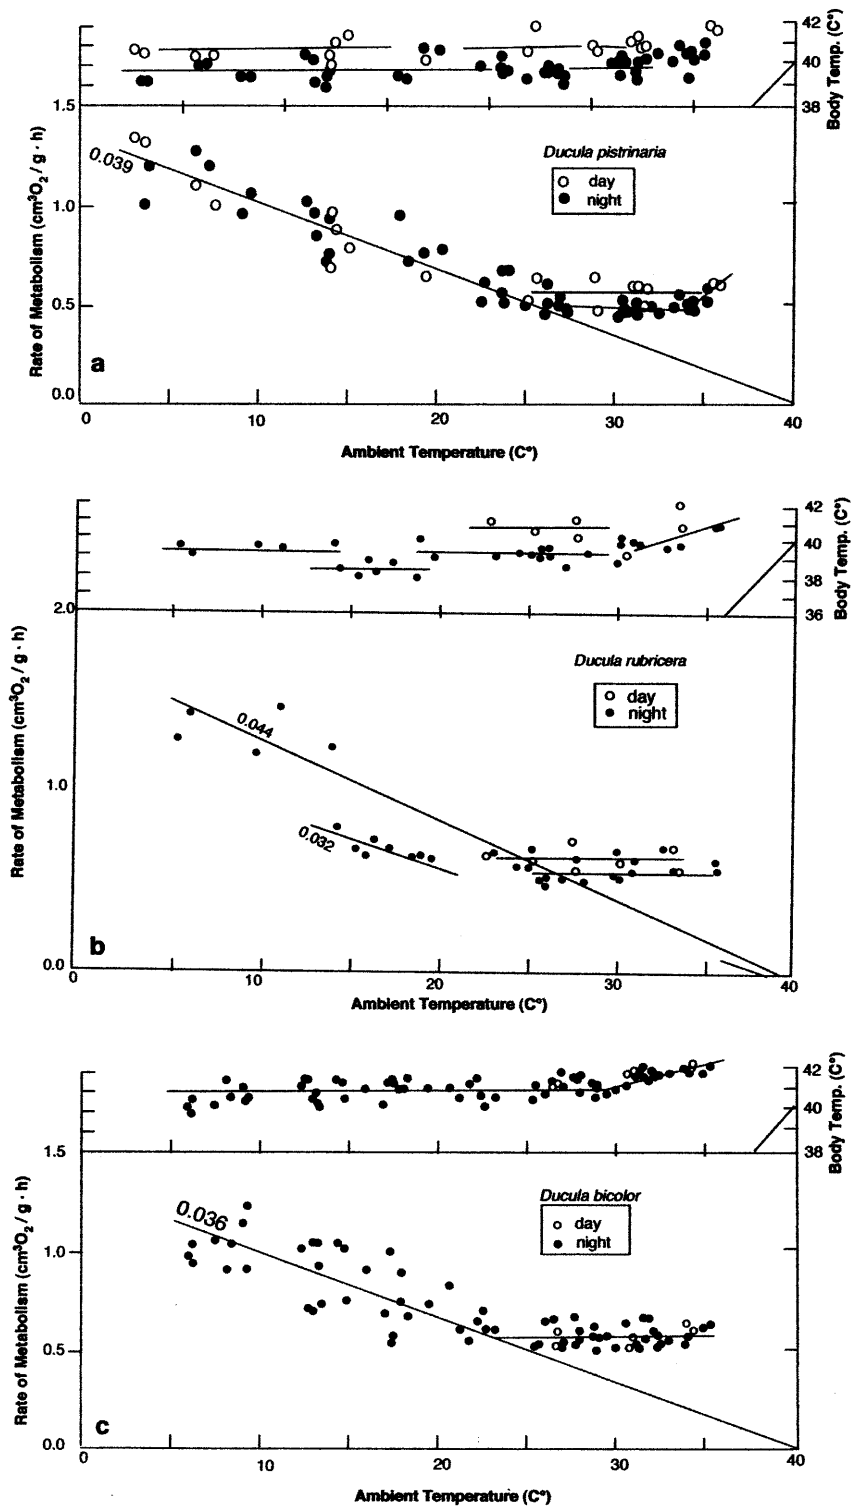 42
40
38
Body Temp. (C°)
1.5
0.039
Ducula pistrinaria
day
night
1.0
0.5
0.0
Rate of Metabolism (cm³O₂ / g · h)
a
0 10 20 30 40
Ambient Temperature (C°)
42
40
38
36
Body Temp. (C°)
2.0
Ducula rubricera
day
night
0.044
1.0
0.032
0.0
Rate of Metabolism (cm³O₂ / g · h)
b
0 10 20 30 40
Ambient Temperature (C°)
42
40
38
Body Temp. (C°)
1.5
0.036
Ducula bicolor
day
night
1.0
0.5
0.0
Rate of Metabolism (cm³O₂ / g · h)
c
0 10 20 30 40
Ambient Temperature (C°)